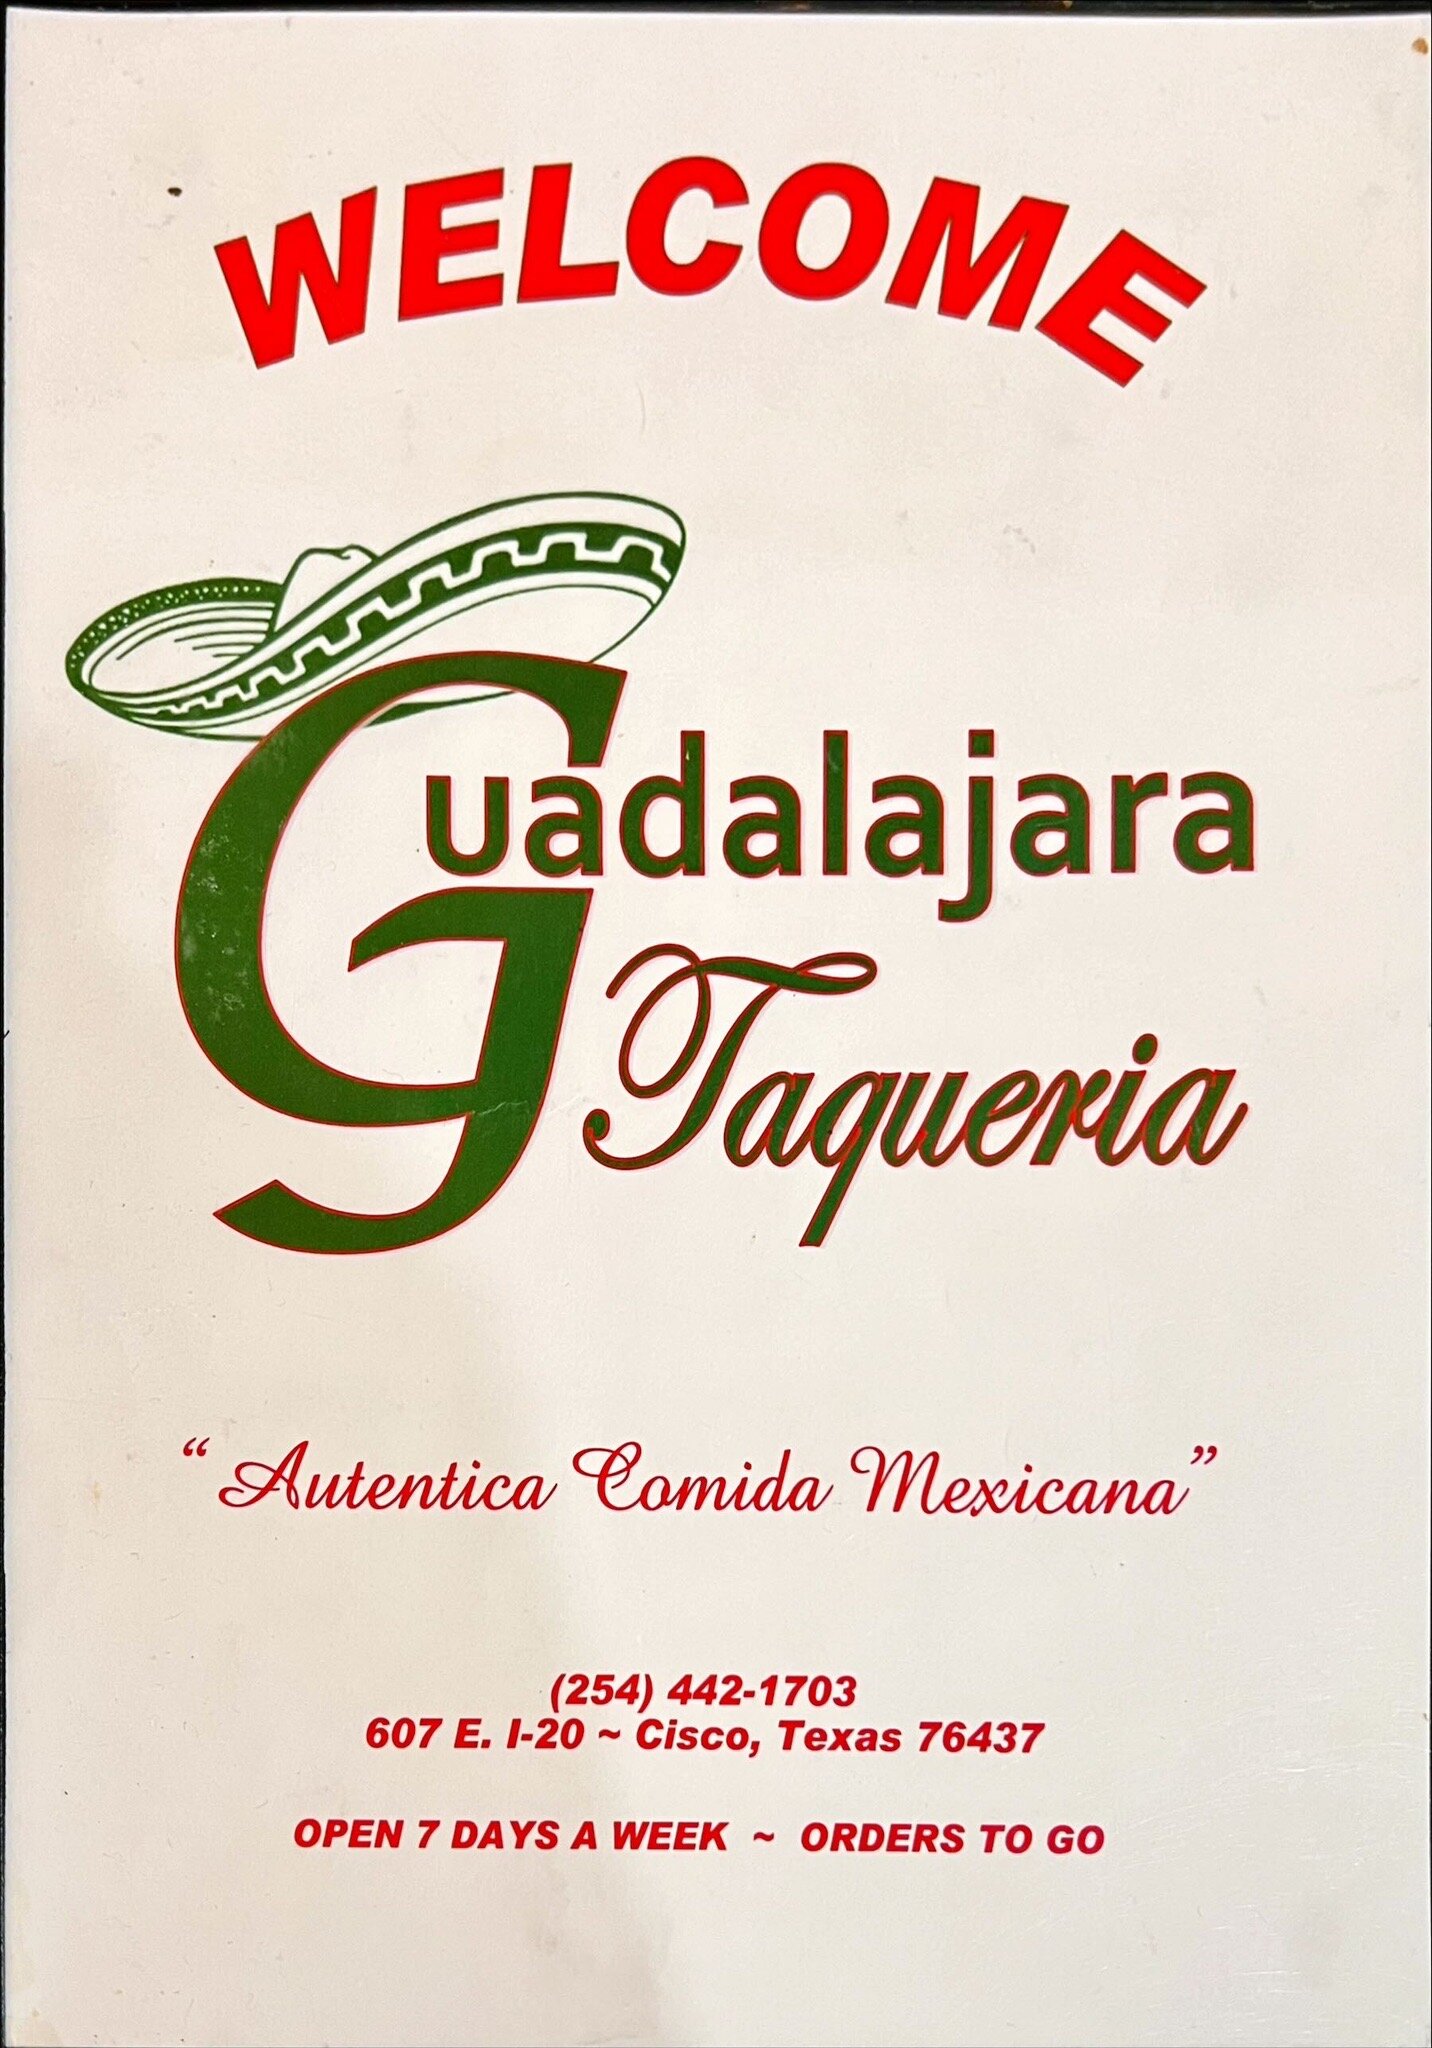 WELCOME
Guadalajara
Taqueria
“Autentica Comida Mexicana”
(254) 442-1703
607 E. I-20 ~ Cisco, Texas 76437
OPEN 7 DAYS A WEEK ~ ORDERS TO GO